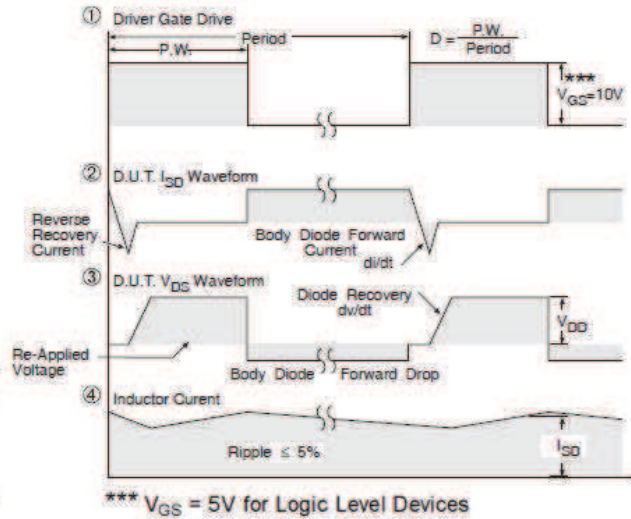 ① Driver Gate Drive
Period
P.W.
D = P.W.
Period
***
VGS=10V
② D.U.T. ISD Waveform
Reverse
Recovery
Current
Body Diode Forward
Current
di/dt
③ D.U.T. VDS Waveform
Diode Recovery
dv/dt
VDD
Re-Applied
Voltage
Body Diode Forward Drop
④ Inductor Curent
Ripple ≤ 5%
ISD
*** VGS = 5V for Logic Level Devices